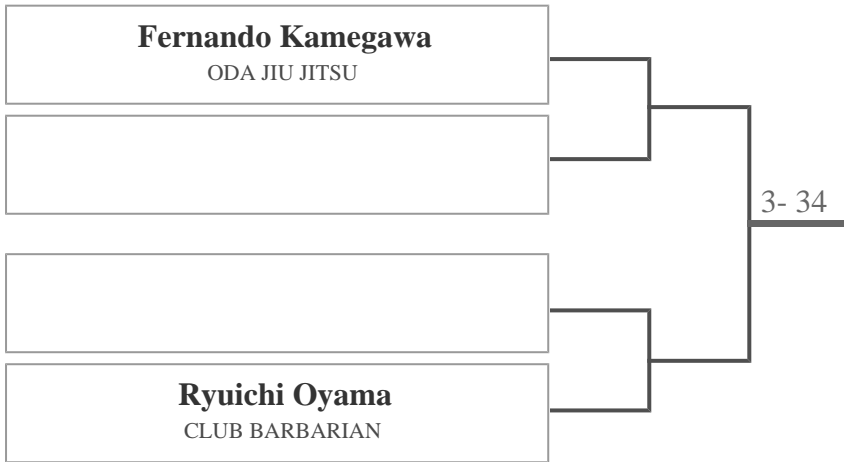 Fernando Kamegawa
ODA JIU JITSU
3- 34
Ryuichi Oyama
CLUB BARBARIAN